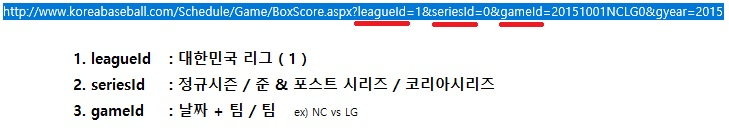 http://www.koreabaseball.com/Schedule/Game/BoxScore.aspx?leagueId=1&seriesId=0&gameId=20151001NCLG0&gyear=2015
1. leagueId : 대한민국 리그 ( 1 )
2. seriesId : 정규시즌 / 준 & 포스트 시리즈 / 코리아시리즈
3. gameId : 날짜 + 팀 / 팀 ex) NC vs LG